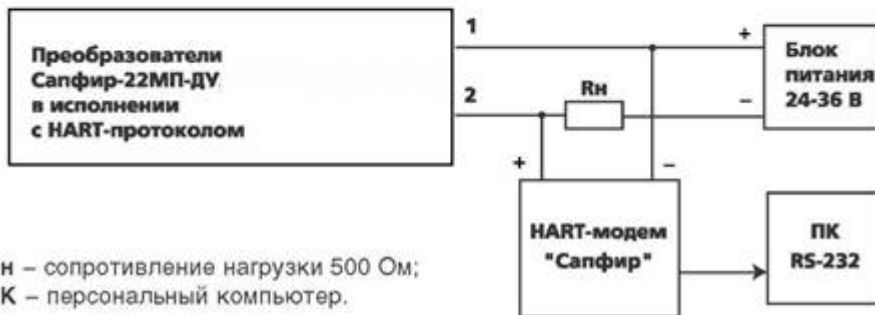 Преобразователи
Сапфир-22МП-ДУ
в исполнении
с HART-протоколом
1
2
Rн
+
–
Блок
питания
24-36 В
+
–
HART-модем
"Сапфир"
ПК
RS-232
н – сопротивление нагрузки 500 Ом;
К – персональный компьютер.